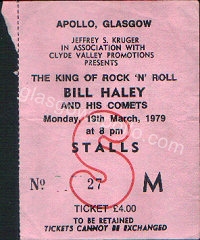 APOLLO, GLASGOW
JEFFREY S. KRUGER
IN ASSOCIATION WITH
CLYDE VALLEY PROMOTIONS
PRESENTS
THE KING OF ROCK 'N' ROLL
BILL HALEY
AND HIS COMETS
Monday, 19th March, 1979
at 8 pm
STALLS
S
No 27 M
TICKET £4.00
TO BE RETAINED
TICKETS CANNOT BE EXCHANGED